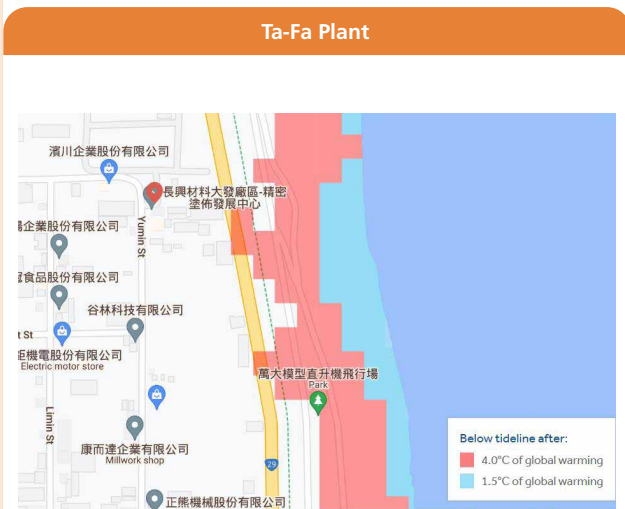 Ta-Fa Plant
濱川企業股份有限公司
長興材料大發廠區-精密
塗佈發展中心
Yumin St
企業股份有限公司
食品股份有限公司
谷林科技有限公司
t St
機電股份有限公司
Electric motor store
萬大模型直升機飛行場
Park
Limin St
康而達企業有限公司
Millwork shop
29
正熊機械股份有限公司
Below tideline after:
4.0°C of global warming
1.5°C of global warming